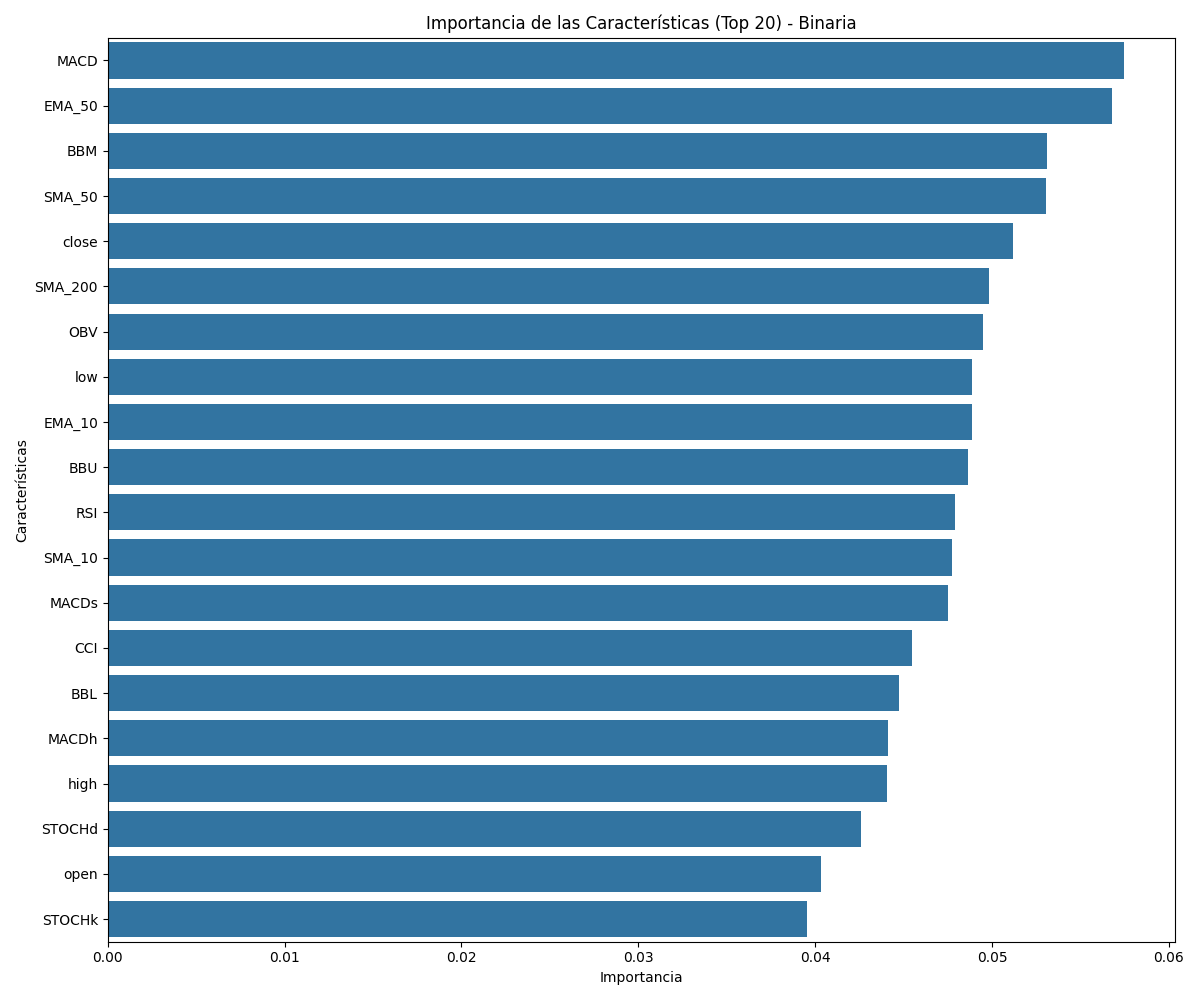 Importancia de las Características (Top 20) - Binaria
MACD
EMA_50
BBM
SMA_50
close
SMA_200
OBV
low
EMA_10
BBU
RSI
SMA_10
MACDs
CCI
BBL
MACDh
high
STOCHd
open
STOCHk
Características
0.00 0.01 0.02 0.03 0.04 0.05 0.06
Importancia